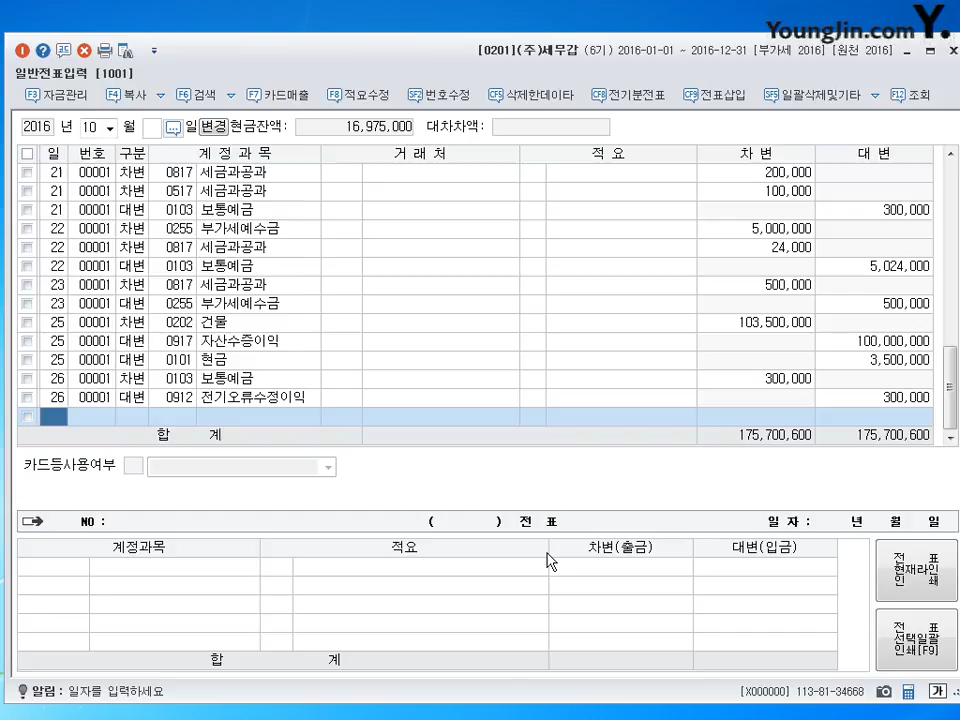 YoungJin.com Y.
[0201](주)세무갑 (6기) 2016-01-01 ~ 2016-12-31 [부가세 2016] [원천 2016]
일반전표입력 [1001]
F3 자금관리 F4 복사 F6 검색 F7 카드매출 F8 적요수정 SF2 번호수정 CF5 삭제한데이타 CF8 전기분전표 CF9 전표삽입 SF5 일괄삭제및기타 F12 조회
2016 년 10 월 일 변경 현금잔액: 16,975,000 대차차액:
일 번호 구분 계정과목 거래처 적요 차변 대변
21 00001 차변 0817 세금과공과 200,000
21 00001 차변 0517 세금과공과 100,000
21 00001 대변 0103 보통예금 300,000
22 00001 차변 0255 부가세예수금 5,000,000
22 00001 차변 0817 세금과공과 24,000
22 00001 대변 0103 보통예금 5,024,000
23 00001 차변 0817 세금과공과 500,000
23 00001 대변 0255 부가세예수금 500,000
25 00001 차변 0202 건물 103,500,000
25 00001 대변 0917 자산수증이익 100,000,000
25 00001 대변 0101 현금 3,500,000
26 00001 차변 0103 보통예금 300,000
26 00001 대변 0912 전기오류수정이익 300,000
합 계 175,700,600 175,700,600
카드등사용여부
NO : ( ) 전 표 일 자 : 년 월 일
계정과목 적요 차변(출금) 대변(입금)
전 표
현재라인
인 쇄
전 표
선택일괄
인쇄[F9]
합 계
알림 : 일자를 입력하세요 [X000000] 113-81-34668 가